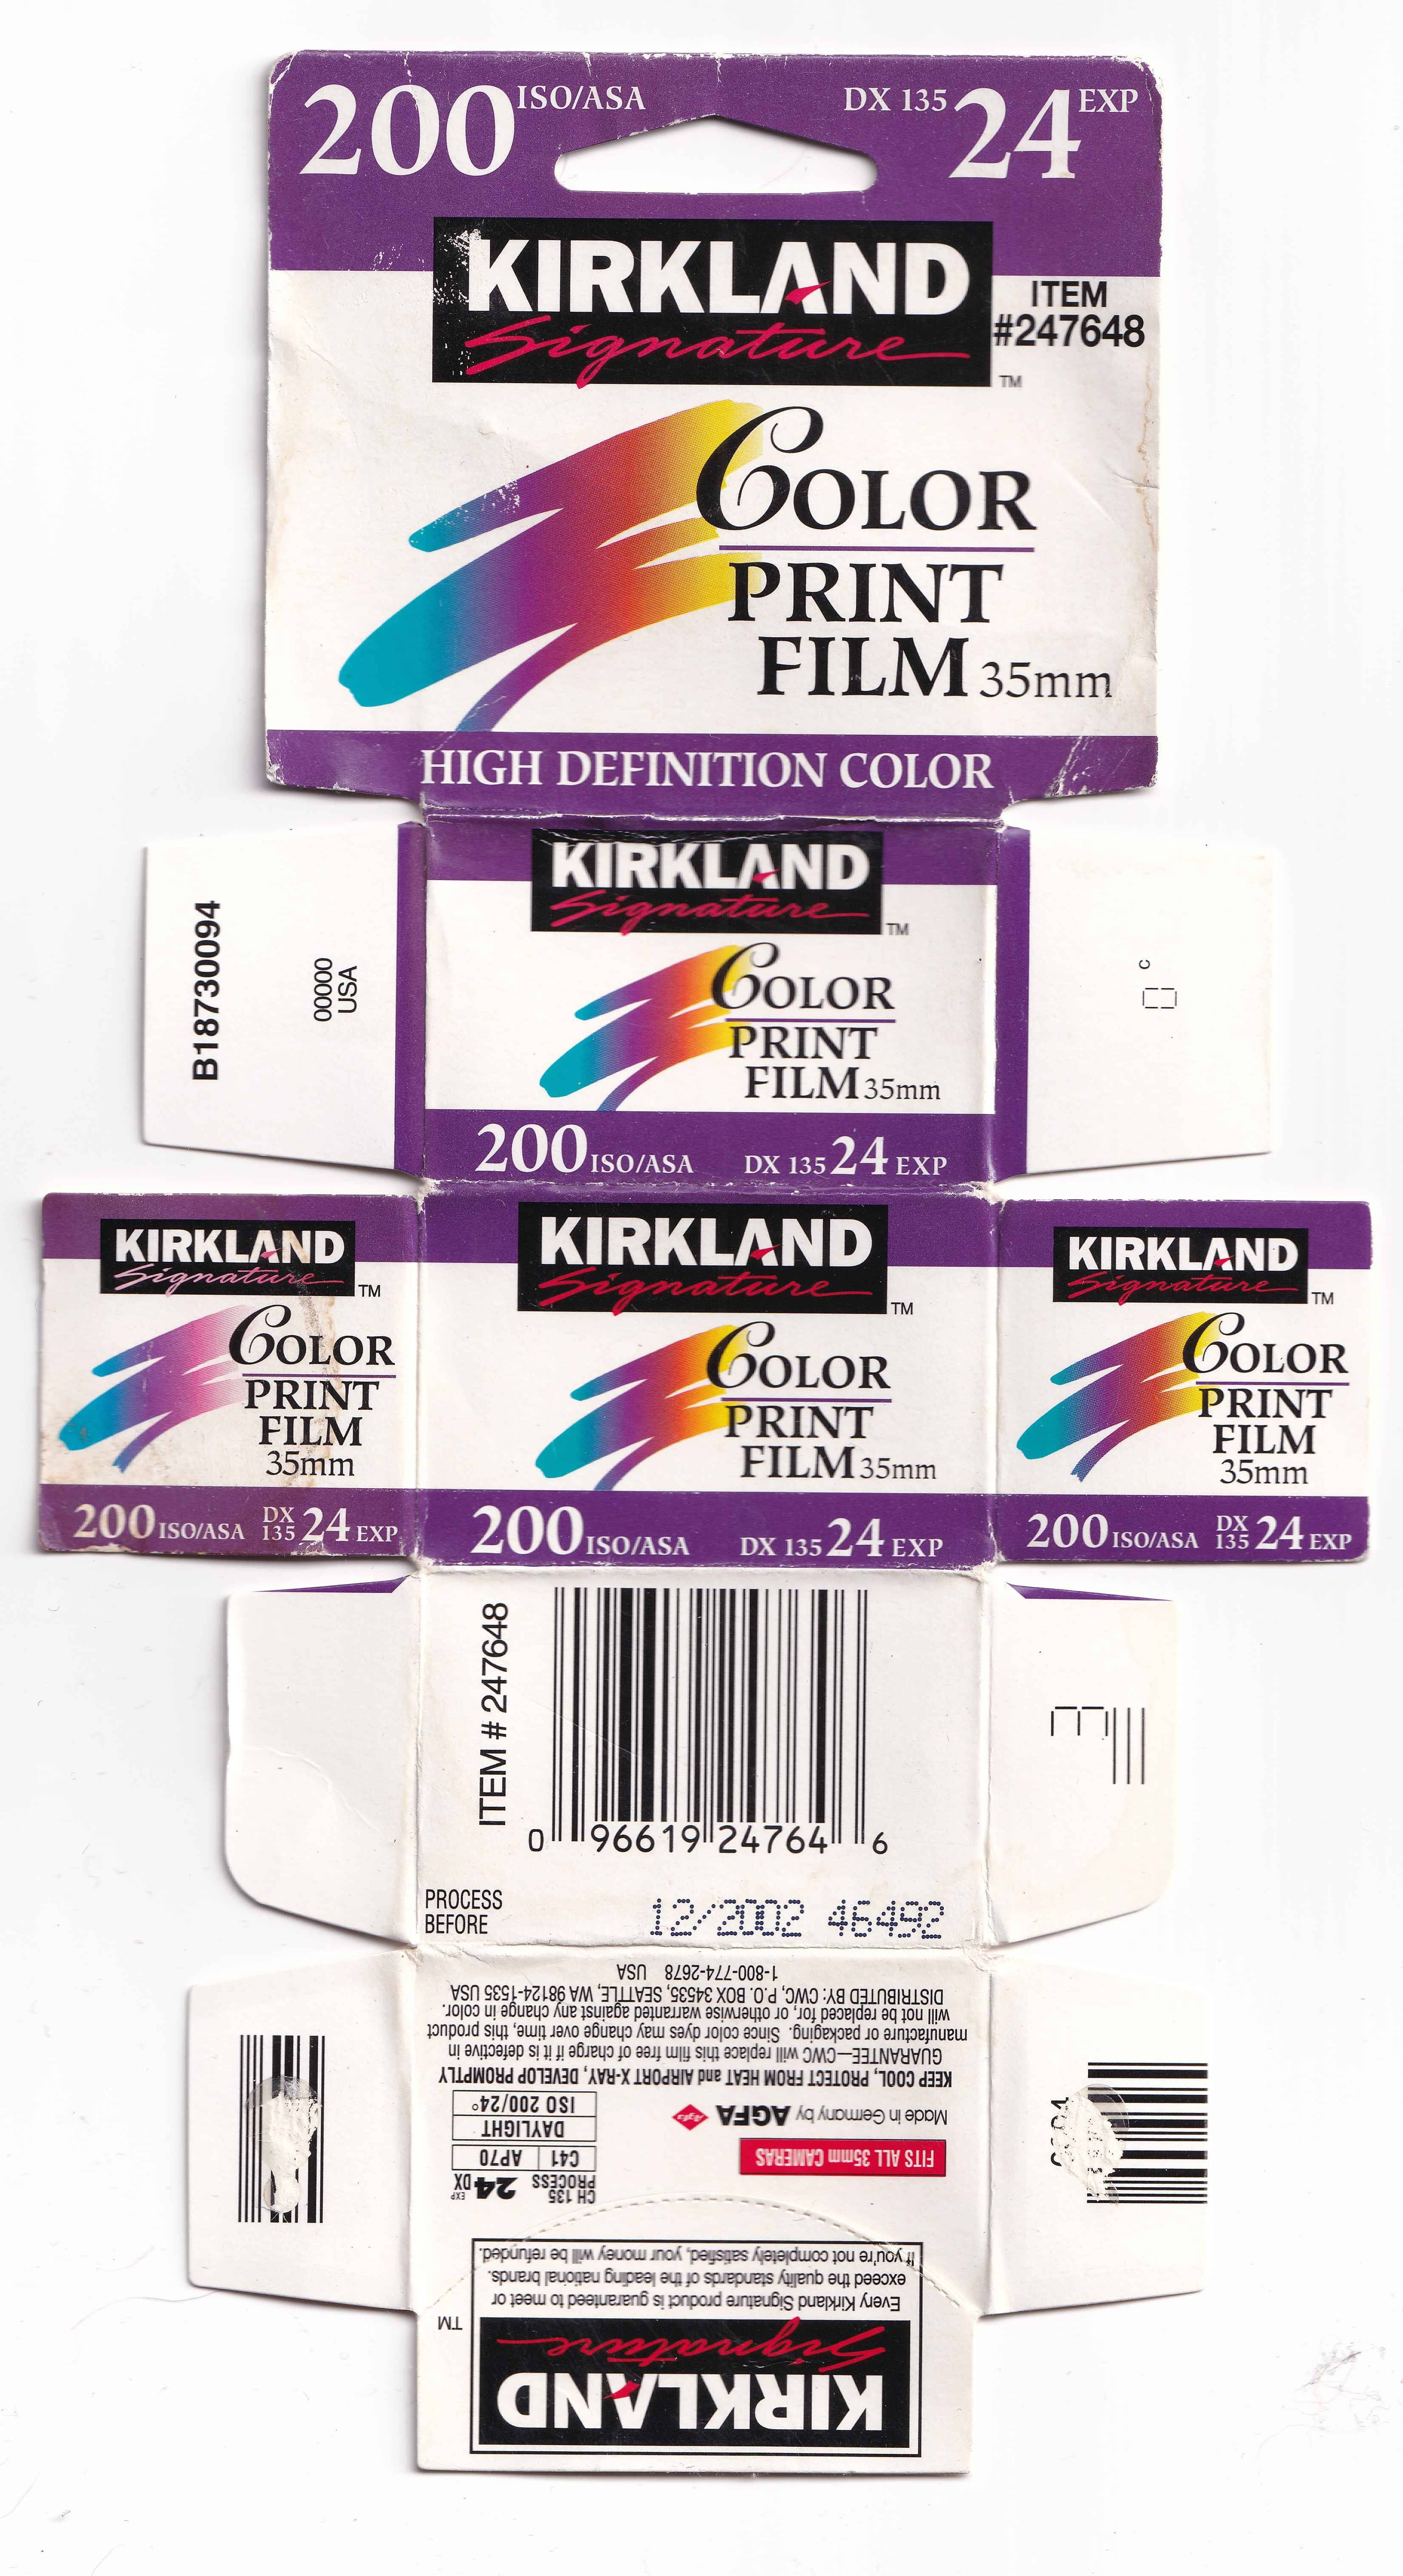 200 ISO/ASA DX 135 24 EXP
KIRKLAND
Signature
TM
ITEM
#247648
COLOR
PRINT
FILM 35mm
HIGH DEFINITION COLOR
B18730094
00000
USA
KIRKLAND
Signature
TM
COLOR
PRINT
FILM 35mm
200 ISO/ASA DX 135 24 EXP
C
KIRKLAND
Signature
TM
COLOR
PRINT
FILM
35mm
200 ISO/ASA DX 135 24 EXP
KIRKLAND
Signature
TM
COLOR
PRINT
FILM 35mm
200 ISO/ASA DX 135 24 EXP
KIRKLAND
Signature
TM
COLOR
PRINT
FILM
35mm
200 ISO/ASA DX 135 24 EXP
ITEM # 247648
0 96619 24764 6
PROCESS
BEFORE
12/2002 45492
KIRKLAND
Signature
TM
Every Kirkland Signature product is guaranteed to meet or
exceed the quality standards of the leading national brands.
If you're not completely satisfied, your money will be refunded.
FITS ALL 35mm CAMERAS
Made in Germany by AGFA Agfa
CH 135
PROCESS 24 EXP DX
C41 AP70
DAYLIGHT
ISO 200/24°
KEEP COOL, PROTECT FROM HEAT and AIRPORT X-RAY, DEVELOP PROMPTLY
GUARANTEE—CWC will replace this film free of charge if it is defective in
manufacture or packaging. Since color dyes may change over time, this product
will not be replaced for, or otherwise warranted against any change in color.
DISTRIBUTED BY: CWC, P.O. BOX 34535, SEATTLE, WA 98124-1535 USA
1-800-774-2678 USA